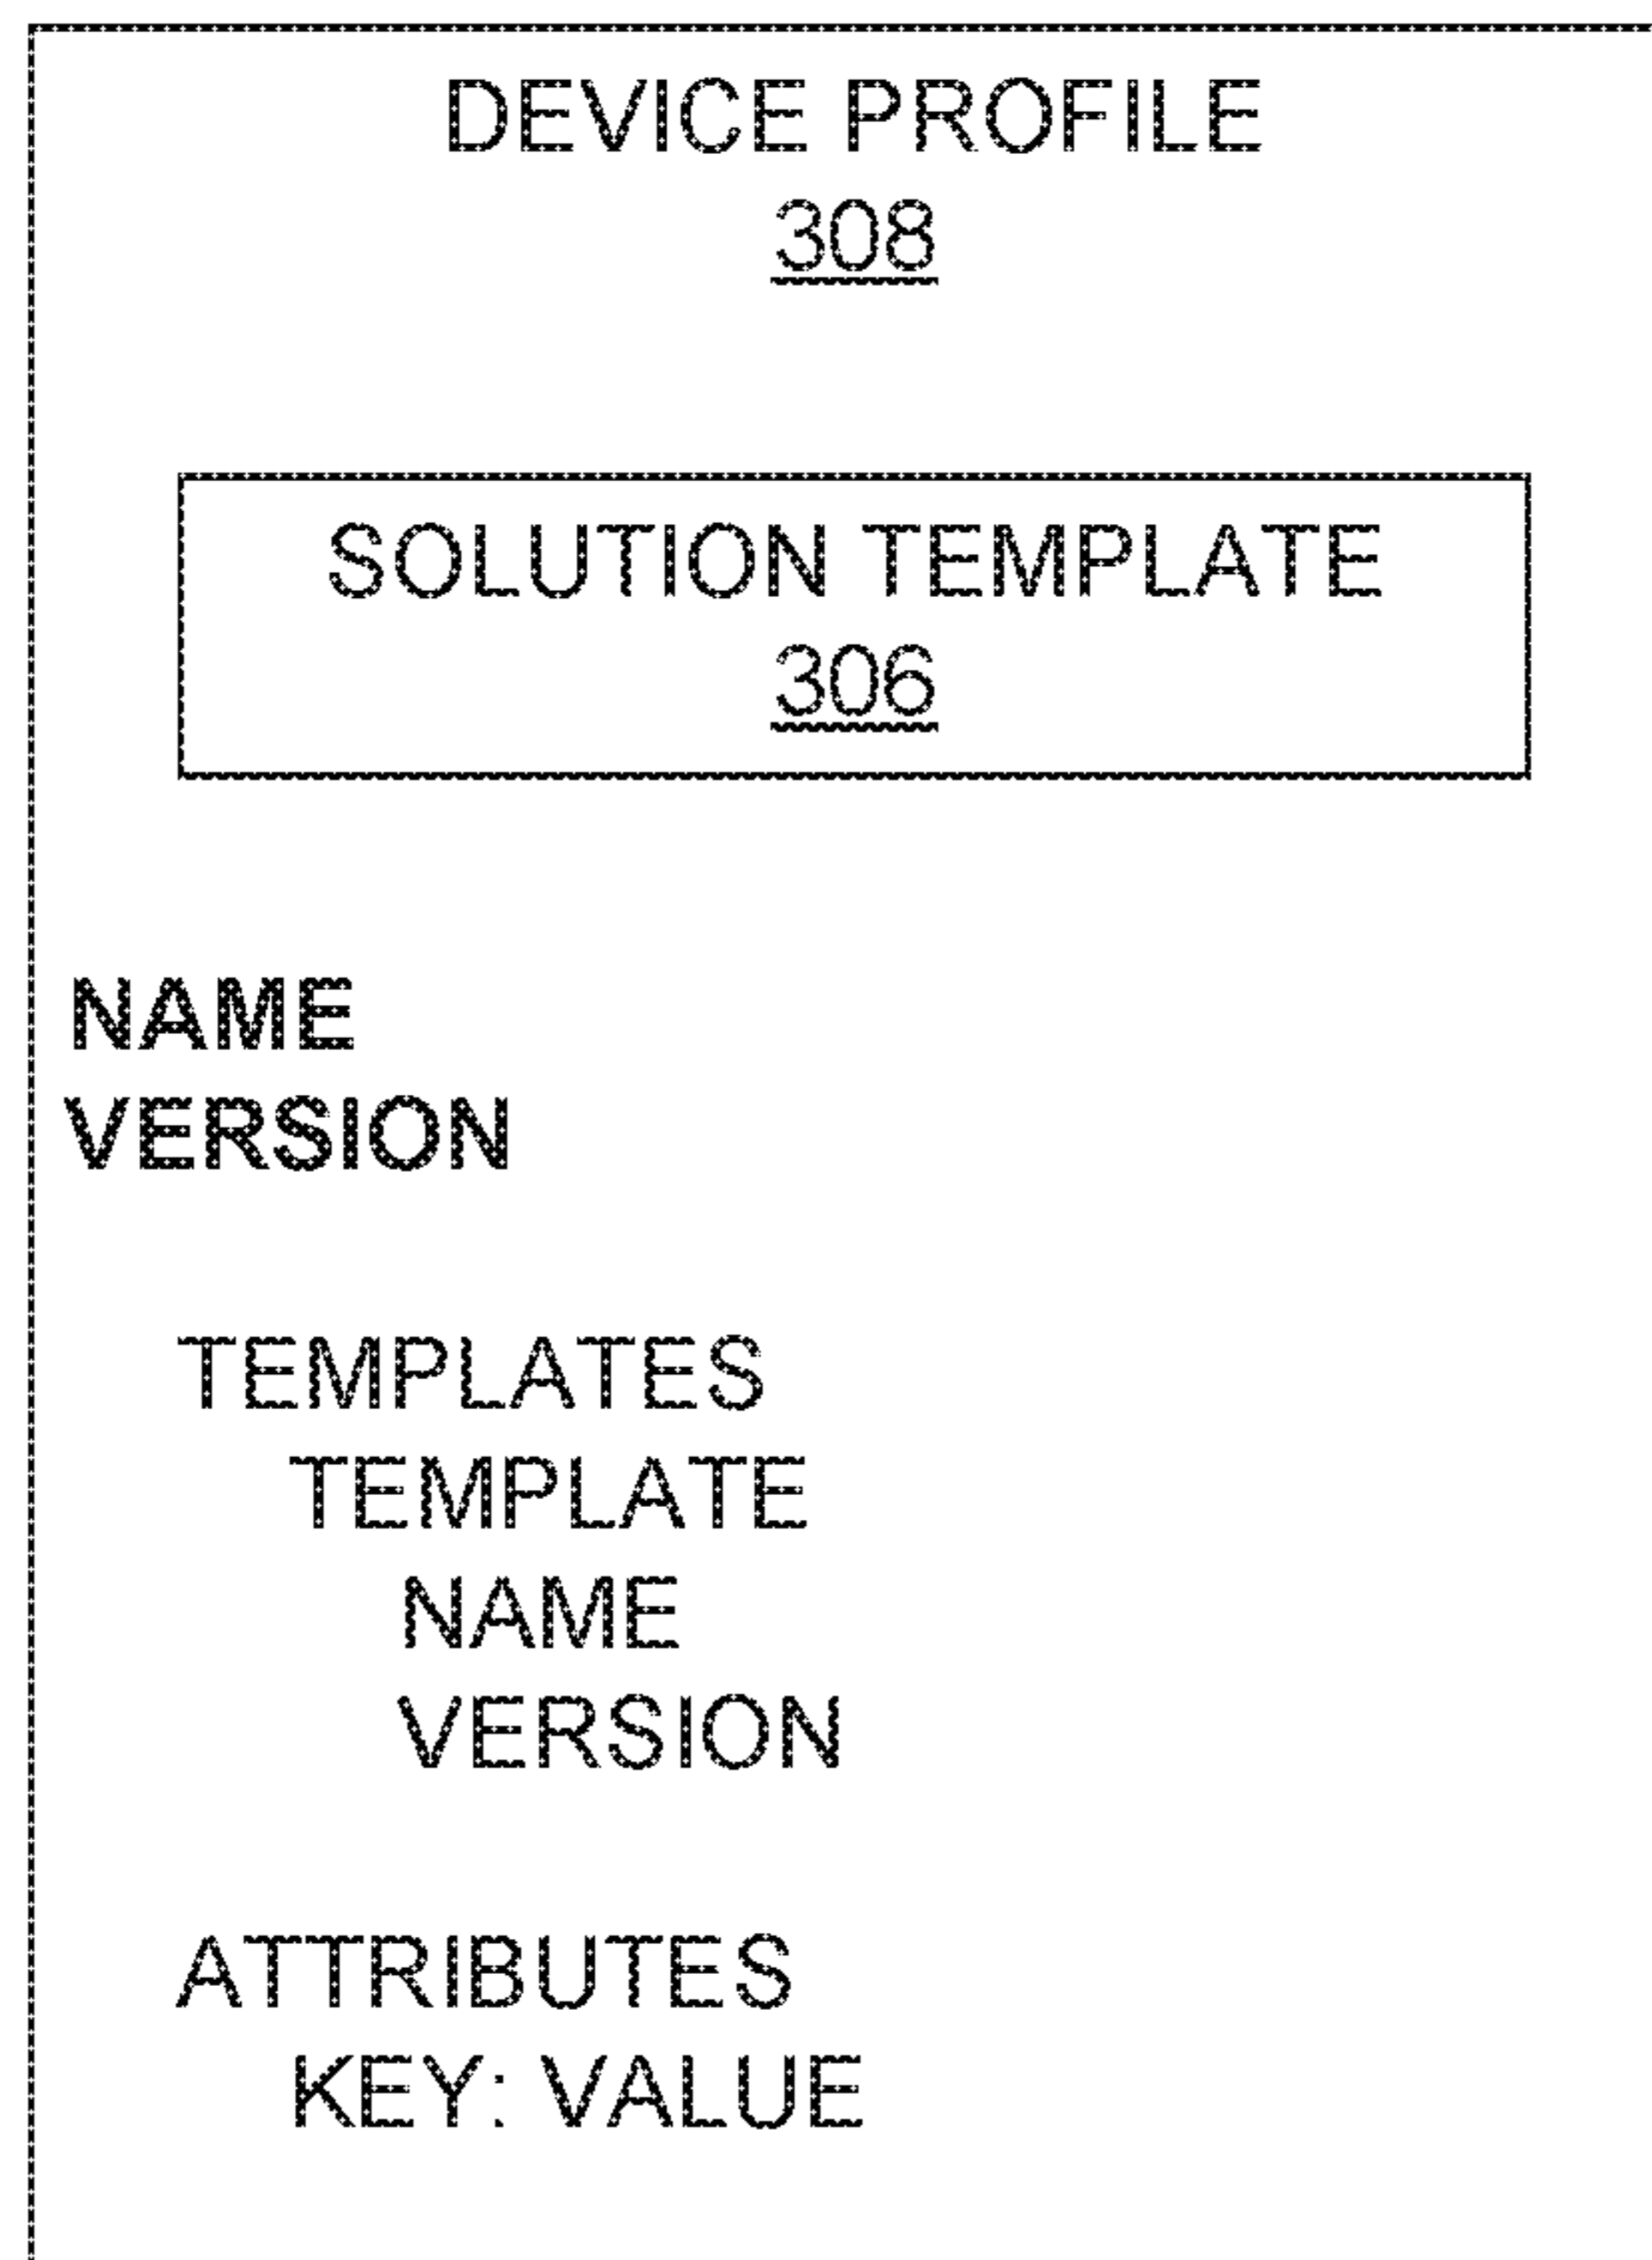 DEVICE PROFILE
308
SOLUTION TEMPLATE
306
NAME
VERSION
TEMPLATES
TEMPLATE
NAME
VERSION
ATTRIBUTES
KEY: VALUE